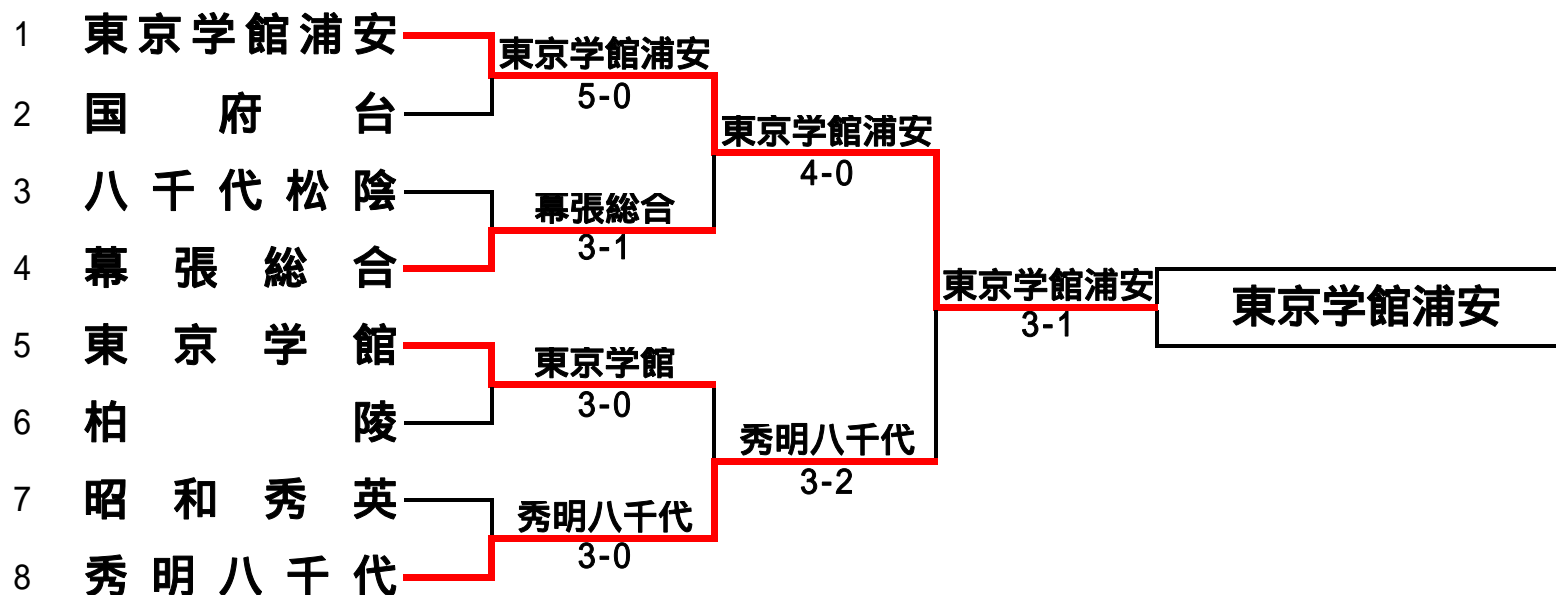 1 東京学館浦安
東京学館浦安
5-0
2 国府台
東京学館浦安
4-0
3 八千代松陰
幕張総合
3-1
4 幕張総合
東京学館浦安
3-1
東京学館浦安
5 東京学館
東京学館
3-0
6 柏陵
秀明八千代
3-2
7 昭和秀英
秀明八千代
3-0
8 秀明八千代